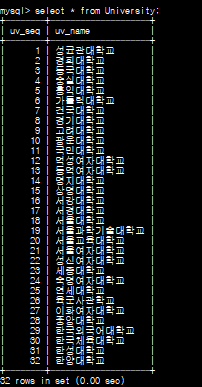 mysql> select * from University;
uv_seq | uv_name
1 | 성균관대학교
2 | 경희대학교
3 | 동국대학교
4 | 숭실대학교
5 | 홍익대학교
6 | 가톨릭대학교
7 | 건국대학교
8 | 경기대학교
9 | 고려대학교
10 | 광운대학교
11 | 국민대학교
12 | 덕성여자대학교
13 | 동덕여자대학교
14 | 명지대학교
15 | 상명대학교
16 | 서강대학교
17 | 서경대학교
18 | 서울대학교
19 | 서울과학기술대학교
20 | 서울교육대학교
21 | 서울여자대학교
22 | 성신여자대학교
23 | 세종대학교
24 | 숙명여자대학교
25 | 연세대학교
26 | 육군사관학교
27 | 이화여자대학교
28 | 중앙대학교
29 | 한국외국어대학교
30 | 한국체육대학교
31 | 한성대학교
32 | 한양대학교
32 rows in set (0.00 sec)